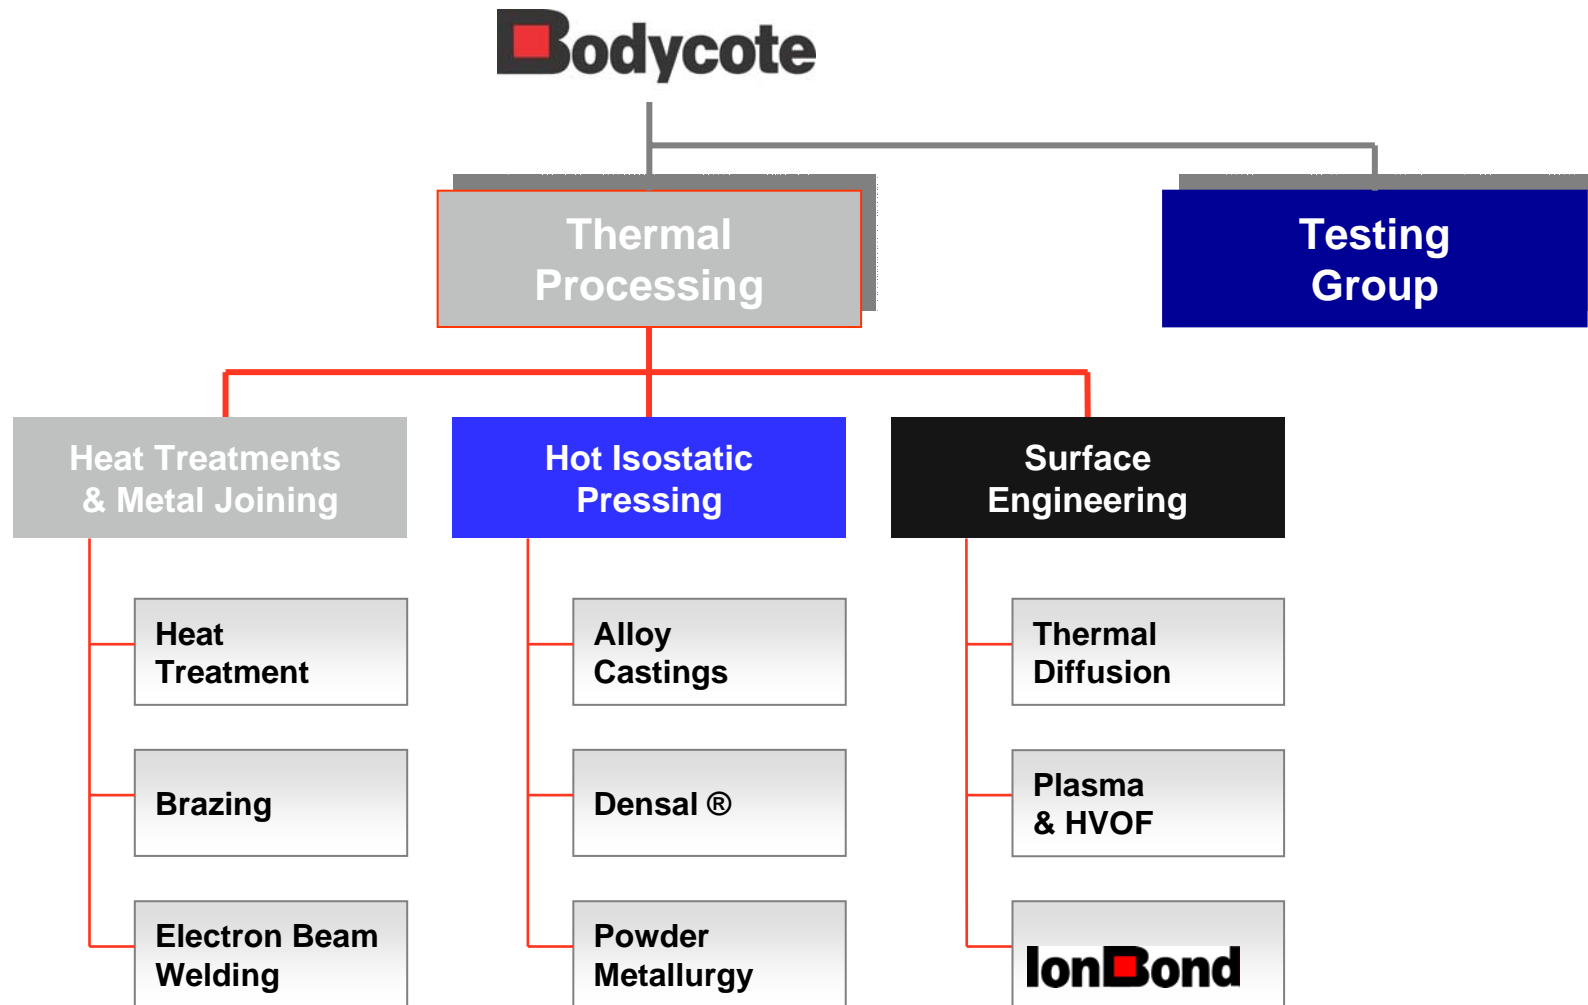 Bodycote
Thermal
Processing
Testing
Group
Heat Treatments
& Metal Joining
Hot Isostatic
Pressing
Surface
Engineering
Heat
Treatment
Alloy
Castings
Thermal
Diffusion
Brazing
Densal ®
Plasma
& HVOF
Electron Beam
Welding
Powder
Metallurgy
IonBond